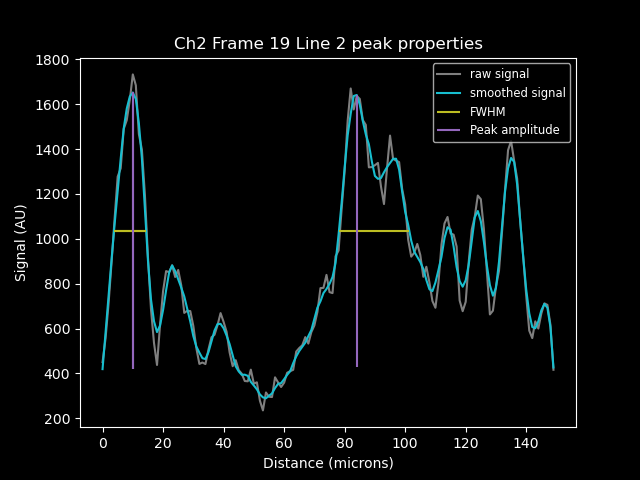 Ch2 Frame 19 Line 2 peak properties
raw signal
smoothed signal
FWHM
Peak amplitude
Signal (AU)
1800
1600
1400
1200
1000
800
600
400
200
0 20 40 60 80 100 120 140
Distance (microns)